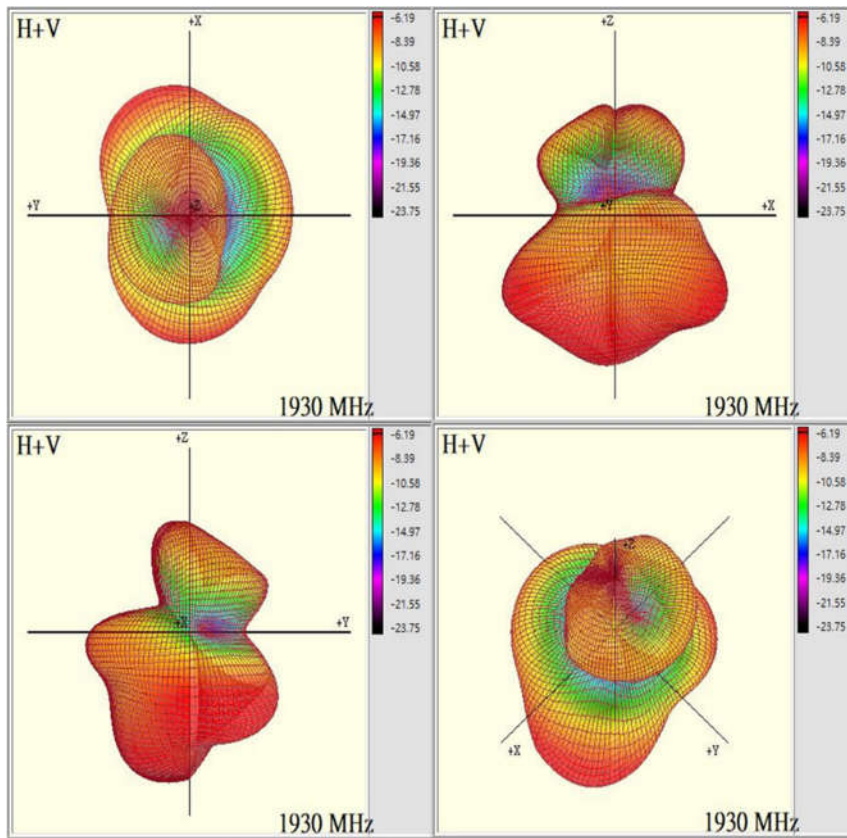 H+V
+X
+Y
+Z
-6.19
-8.39
-10.58
-12.78
-14.97
-17.16
-19.36
-21.55
-23.75
1930 MHz
H+V
+Z
+X
+Y
-6.19
-8.39
-10.58
-12.78
-14.97
-17.16
-19.36
-21.55
-23.75
1930 MHz
H+V
+Z
+X
+Y
-6.19
-8.39
-10.58
-12.78
-14.97
-17.16
-19.36
-21.55
-23.75
1930 MHz
H+V
+Z
+X
+Y
-6.19
-8.39
-10.58
-12.78
-14.97
-17.16
-19.36
-21.55
-23.75
1930 MHz